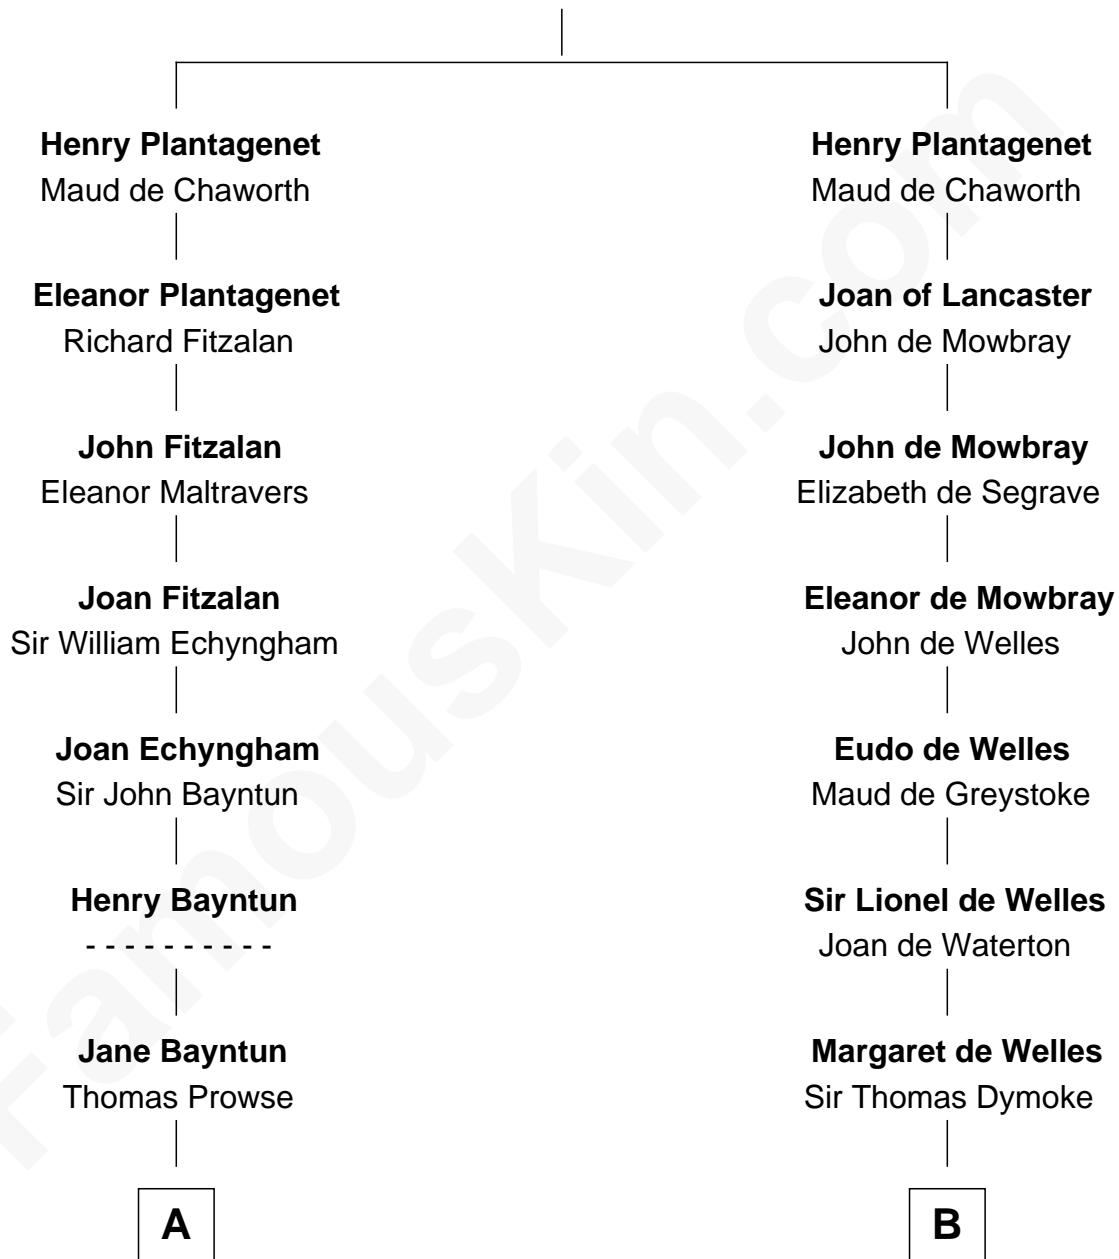 Henry Plantagenet
Maud de Chaworth
Eleanor Plantagenet
Richard Fitzalan
John Fitzalan
Eleanor Maltravers
Joan Fitzalan
Sir William Echyngham
Joan Echyngham
Sir John Bayntun
Henry Bayntun
- - - - - - - - - -
Jane Bayntun
Thomas Prowse
A
Henry Plantagenet
Maud de Chaworth
Joan of Lancaster
John de Mowbray
John de Mowbray
Elizabeth de Segrave
Eleanor de Mowbray
John de Welles
Eudo de Welles
Maud de Greystoke
Sir Lionel de Welles
Joan de Waterton
Margaret de Welles
Sir Thomas Dymoke
B
FamousKin.com